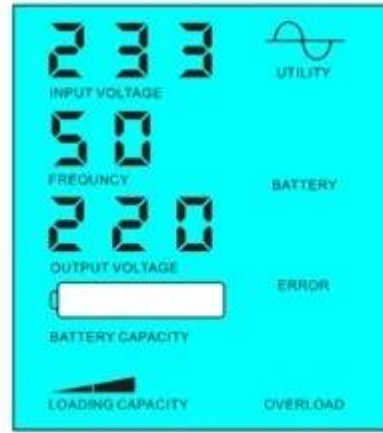 233
UTILITY
INPUT VOLTAGE
50
FREQUNCY
BATTERY
220
OUTPUT VOLTAGE
ERROR
BATTERY CAPACITY
LOADING CAPACITY
OVERLOAD